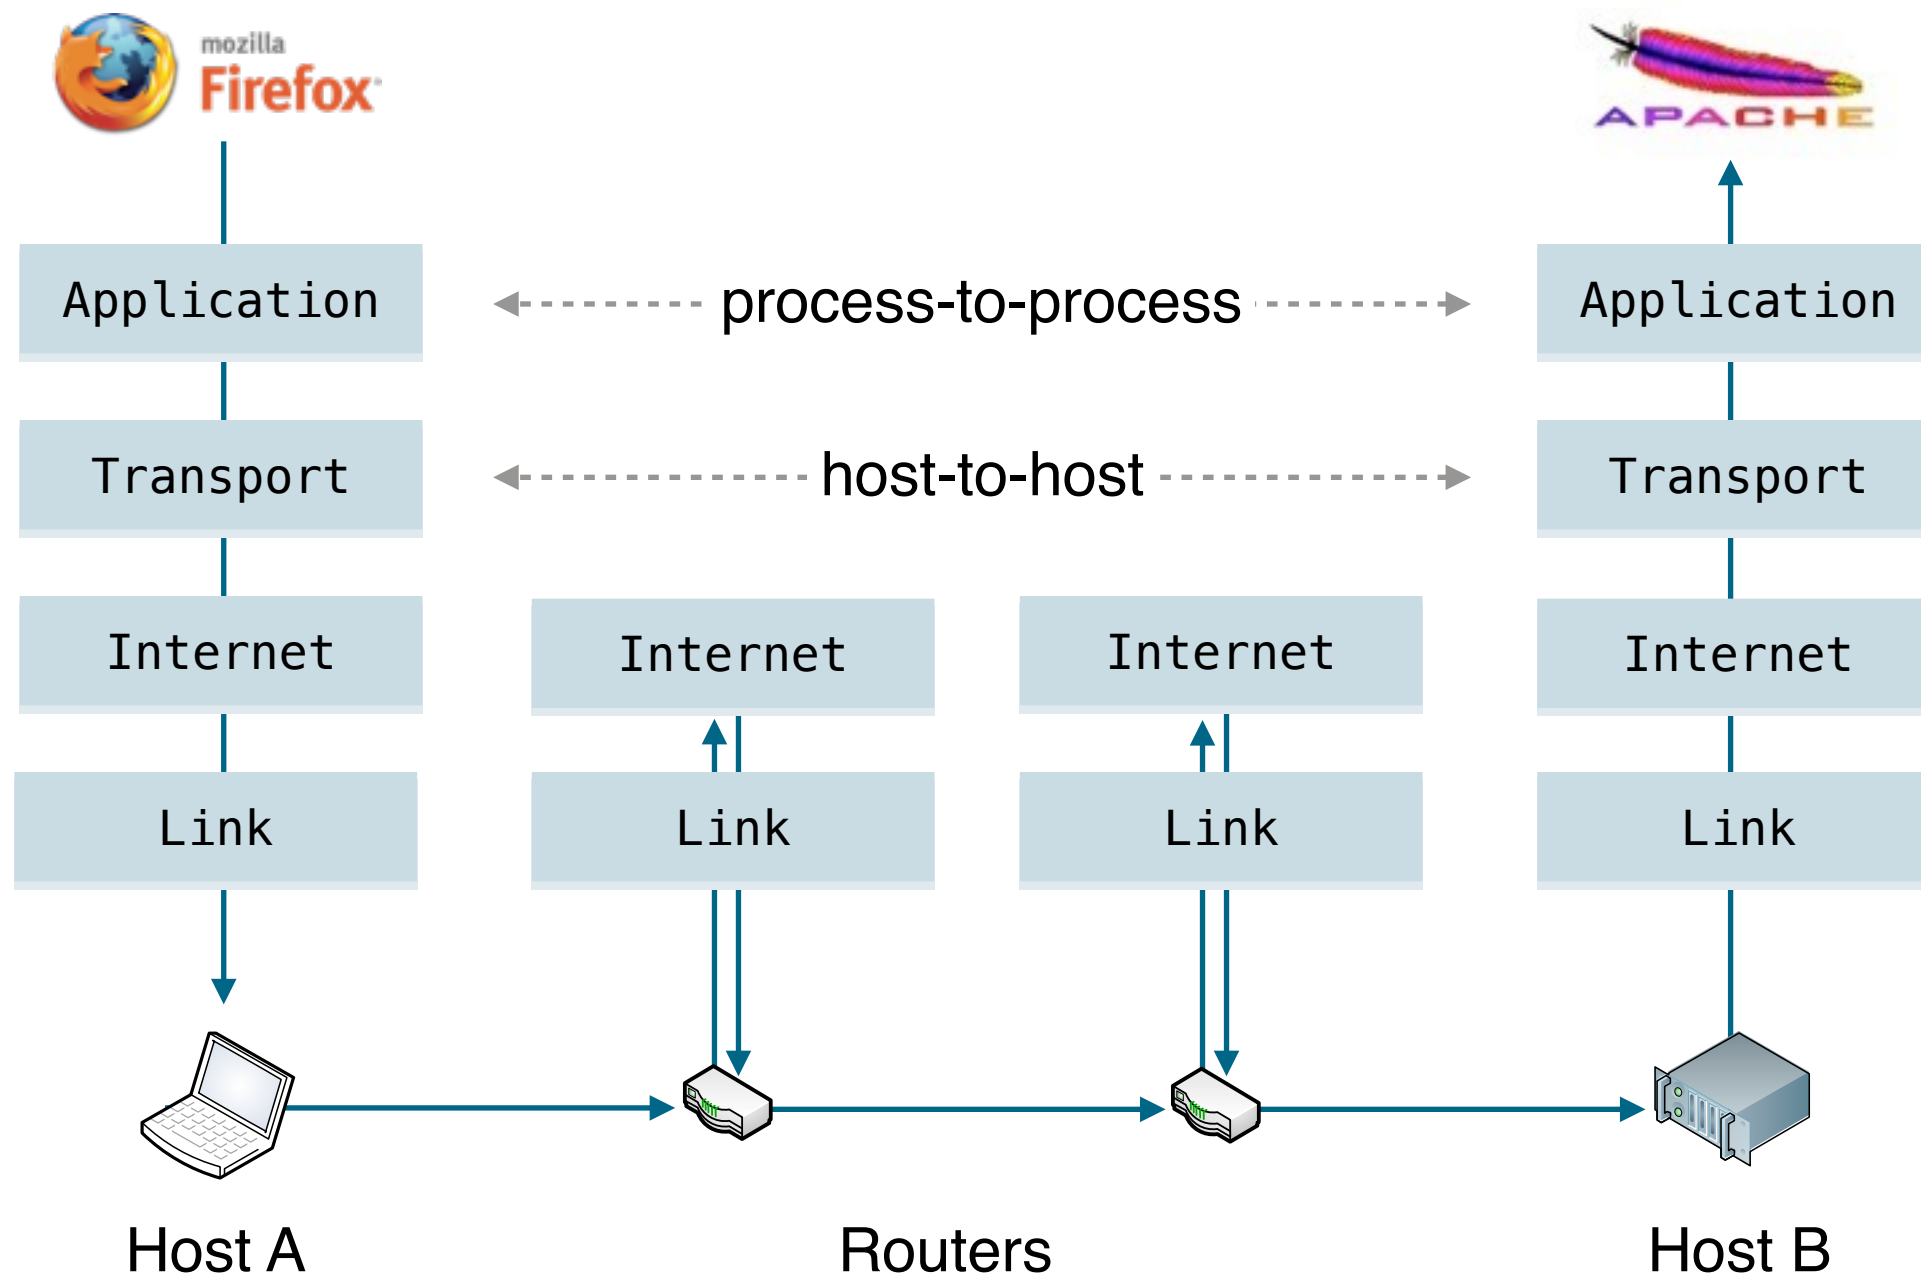 mozilla
Firefox
APACHE
Application
process-to-process
Application
Transport
host-to-host
Transport
Internet
Internet
Internet
Internet
Link
Link
Link
Link
Host A
Routers
Host B